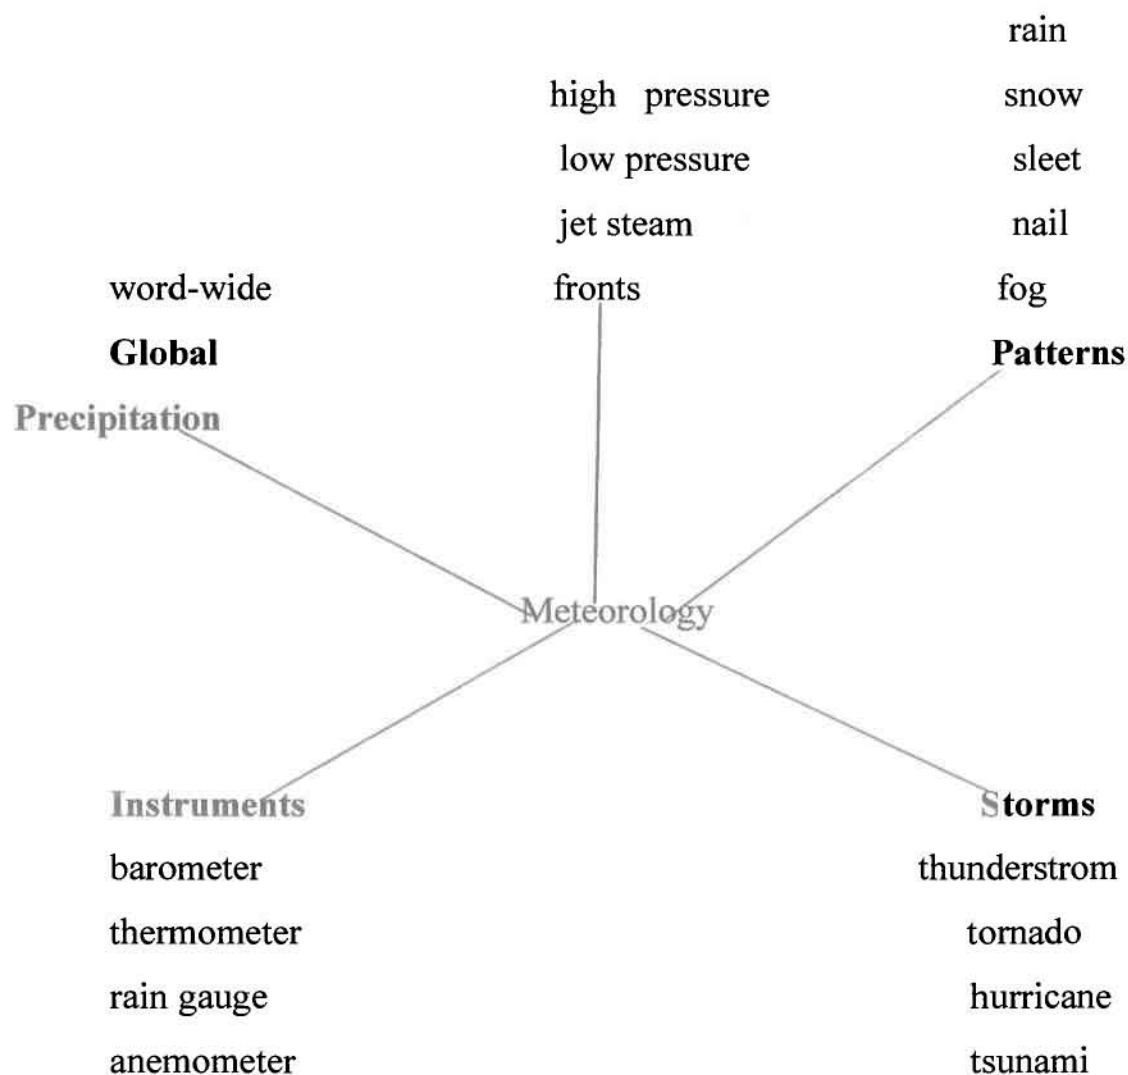 rain
high pressure snow
low pressure sleet
jet steam nail
word-wide fronts fog
Global Patterns
Precipitation
Meteorology
Instruments Storms
barometer thunderstrom
thermometer tornado
rain gauge hurricane
anemometer tsunami